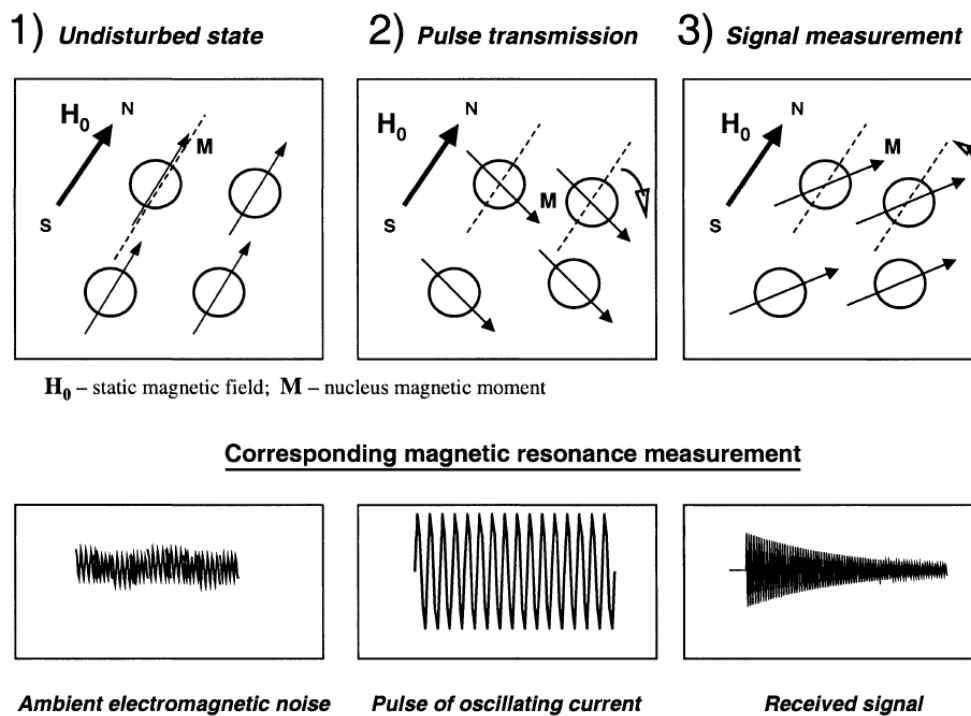 1) Undisturbed state
2) Pulse transmission
3) Signal measurement
H₀ N
M
S
H₀ N
M
S
H₀ N
M
S
H₀ – static magnetic field; M – nucleus magnetic moment
Corresponding magnetic resonance measurement
Ambient electromagnetic noise
Pulse of oscillating current
Received signal